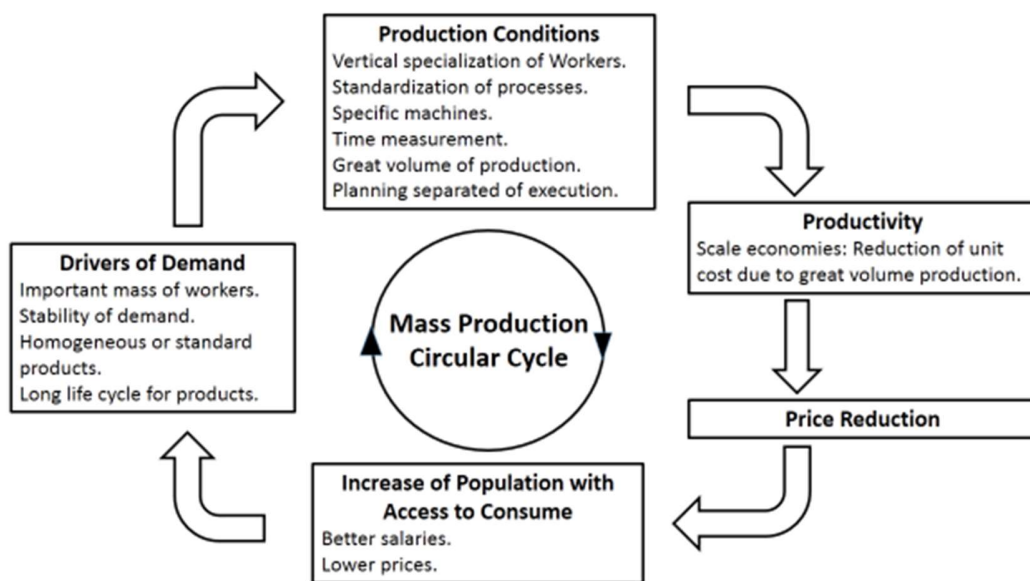 Production Conditions
Vertical specialization of Workers.
Standardization of processes.
Specific machines.
Time measurement.
Great volume of production.
Planning separated of execution.
Productivity
Scale economies: Reduction of unit
cost due to great volume production.
Price Reduction
Increase of Population with
Access to Consume
Better salaries.
Lower prices.
Drivers of Demand
Important mass of workers.
Stability of demand.
Homogeneous or standard
products.
Long life cycle for products.
Mass Production
Circular Cycle